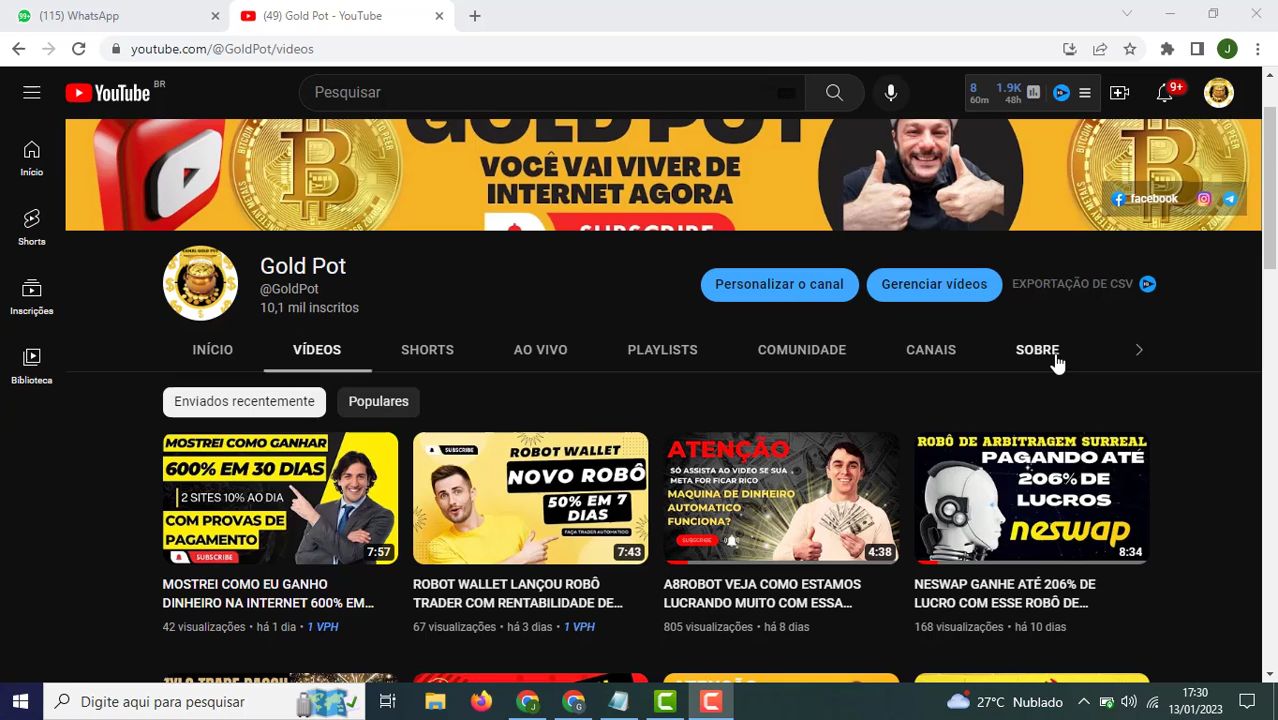 (115) WhatsApp
(49) Gold Pot - YouTube
youtube.com/@GoldPot/videos
J
YouTube BR
Pesquisar
8 1.9K
60m 48h
9+
Início
Shorts
Inscrições
Biblioteca
GOLD POT
VOCÊ VAI VIVER DE
INTERNET AGORA
SUBSCRIBE
facebook
Gold Pot
@GoldPot
10,1 mil inscritos
Personalizar o canal
Gerenciar vídeos
EXPORTAÇÃO DE CSV
INÍCIO VÍDEOS SHORTS AO VIVO PLAYLISTS COMUNIDADE CANAIS SOBRE
Enviados recentemente
Populares
MOSTREI COMO GANHAR
600% EM 30 DIAS
2 SITES 10% AO DIA
COM PROVAS DE
PAGAMENTO
SUBSCRIBE
7:57
MOSTREI COMO EU GANHO
DINHEIRO NA INTERNET 600% EM...
42 visualizações • há 1 dia • 1 VPH
SUBSCRIBE
ROBOT WALLET
NOVO ROBÔ
50% EM 7
DIAS
FAÇA TRADER AUTOMATICO
7:43
ROBOT WALLET LANÇOU ROBÔ
TRADER COM RENTABILIDADE DE...
67 visualizações • há 3 dias • 1 VPH
ATENÇÃO
SÓ ASSISTA AO VIDEO SE SUA
META FOR FICAR RICO
MAQUINA DE DINHEIRO
AUTOMATICO
FUNCIONA?
SUBSCRIBE
4:38
A8ROBOT VEJA COMO ESTAMOS
LUCRANDO MUITO COM ESSA...
805 visualizações • há 8 dias
ROBÔ DE ARBITRAGEM SURREAL
PAGANDO ATÉ
206% DE
LUCROS
neswap
8:34
NESWAP GANHE ATÉ 206% DE
LUCRO COM ESSE ROBÔ DE...
168 visualizações • há 10 dias
Digite aqui para pesquisar
27°C Nublado
17:30
13/01/2023